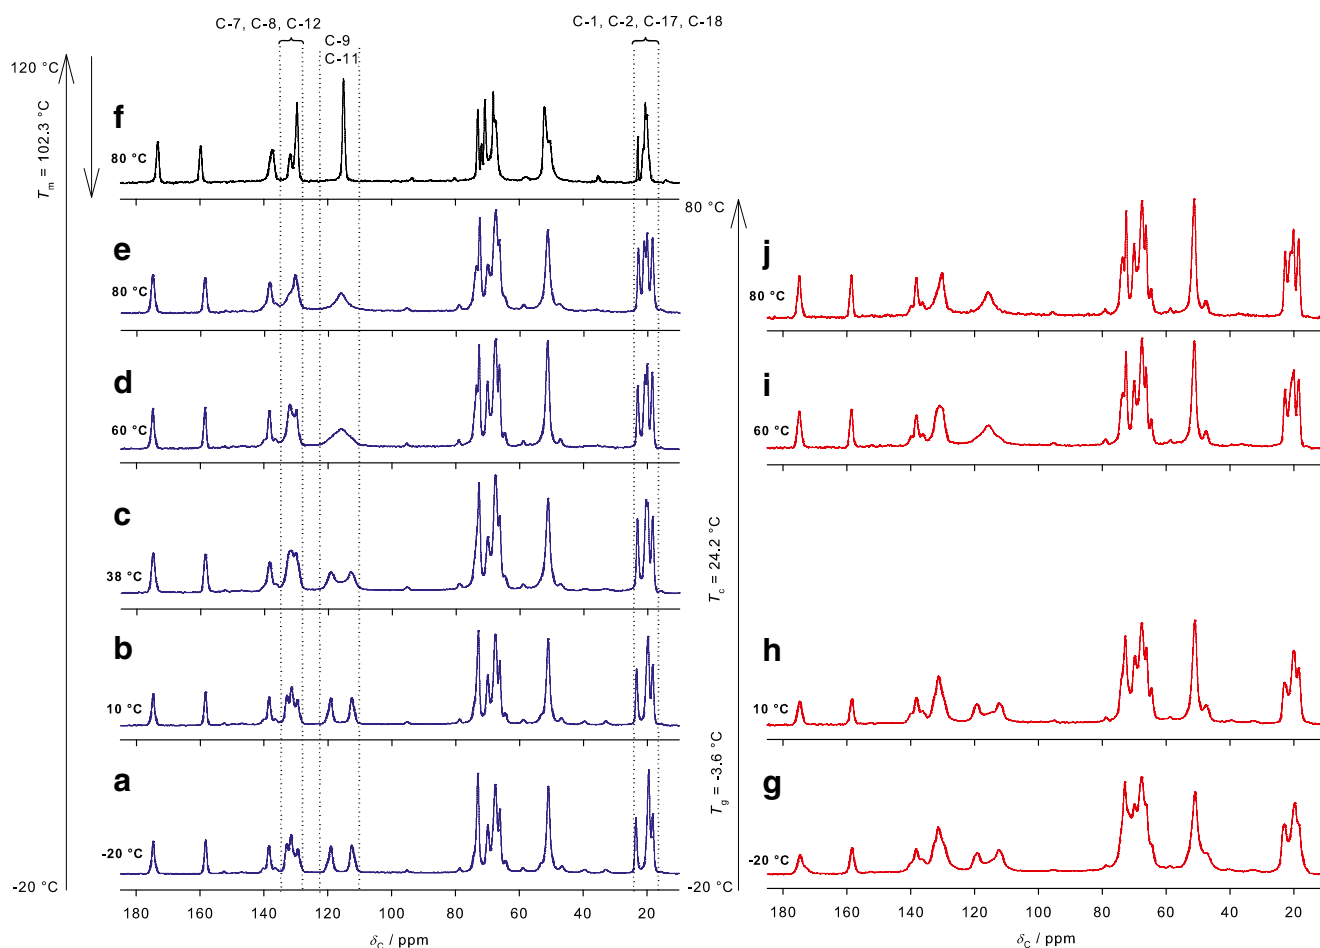 C-7, C-8, C-12
C-9
C-11
C-1, C-2, C-17, C-18
120 °C
T_m = 102.3 °C
-20 °C
f
80 °C
e
80 °C
d
60 °C
c
38 °C
b
10 °C
a
-20 °C
180 160 140 120 100 80 60 40 20
δ_C / ppm
80 °C
T_c = 24.2 °C
T_g = -3.6 °C
-20 °C
j
80 °C
i
60 °C
h
10 °C
g
-20 °C
180 160 140 120 100 80 60 40 20
δ_C / ppm